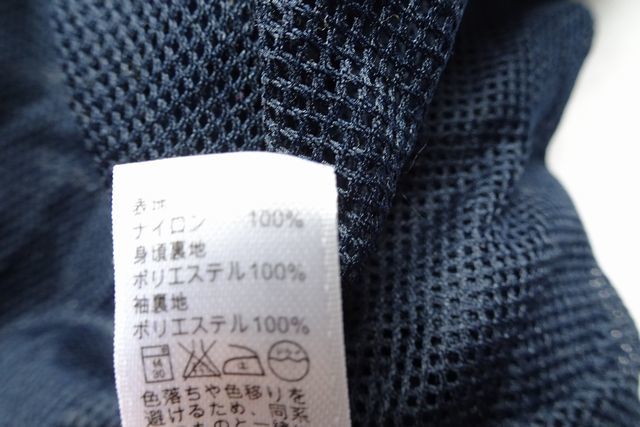 表地
ナイロン 100%
身頃裏地
ポリエステル100%
袖裏地
ポリエステル100%
色落ちや色移りを
避けるため、同系